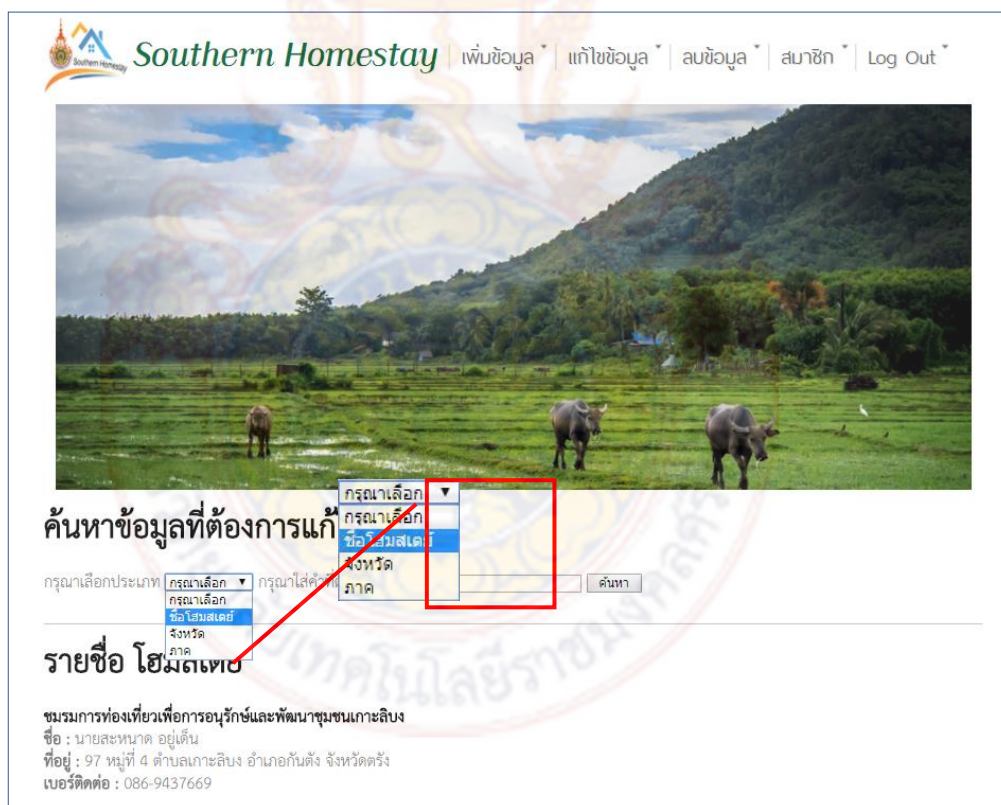 Southern Homestay
Southern Homestay เพิ่มข้อมูล แก้ไขข้อมูล ลบข้อมูล สมาชิก Log Out
กรุณาเลือก
กรุณาเลือก
ชื่อโฮมสเตย์
จังหวัด
ภาค
ค้นหาข้อมูลที่ต้องการแก้
กรุณาเลือกประเภท กรุณาเลือก กรุณาใส่คำที่ ค้นหา
กรุณาเลือก
ชื่อโฮมสเตย์
จังหวัด
ภาค
รายชื่อ โฮมสเตย์
ชมรมการท่องเที่ยวเพื่อการอนุรักษ์และพัฒนาชุมชนเกาะลิบง
ชื่อ : นายสะหนาด อยู่เด็น
ที่อยู่ : 97 หมู่ที่ 4 ตำบลเกาะลิบง อำเภอกันตัง จังหวัดตรัง
เบอร์ติดต่อ : 086-9437669